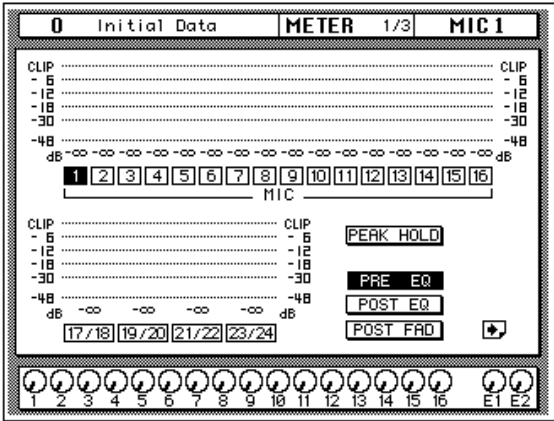 0 Initial Data METER 1/3 MIC 1
CLIP CLIP
- 6 - 6
-12 -12
-18 -18
-30 -30
-48 -48
dB -∞ -∞ -∞ -∞ -∞ -∞ -∞ -∞ -∞ -∞ -∞ -∞ -∞ -∞ -∞ -∞ dB
1 2 3 4 5 6 7 8 9 10 11 12 13 14 15 16
MIC
CLIP CLIP
- 6 - 6 PEAK HOLD
-12 -12
-18 -18
-30 -30 PRE EQ
-48 -48 POST EQ
dB -∞ -∞ -∞ -∞ dB
17/18 19/20 21/22 23/24 POST FAD
1 2 3 4 5 6 7 8 9 10 11 12 13 14 15 16 E1 E2